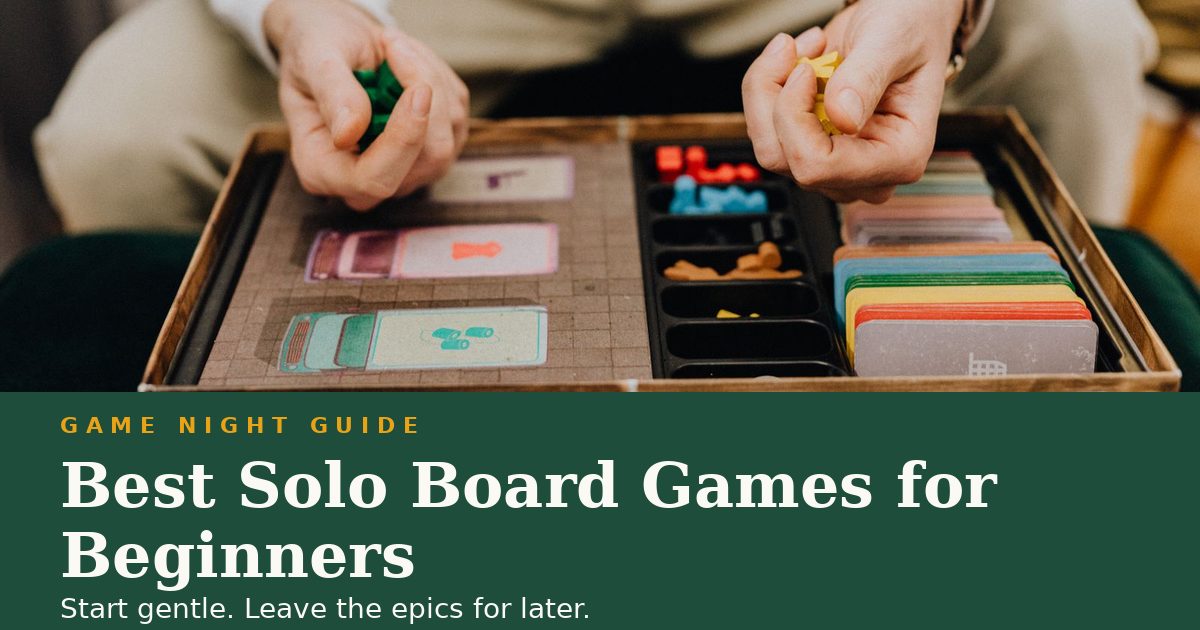 GAME NIGHT GUIDE
Best Solo Board Games for
Beginners
Start gentle. Leave the epics for later.